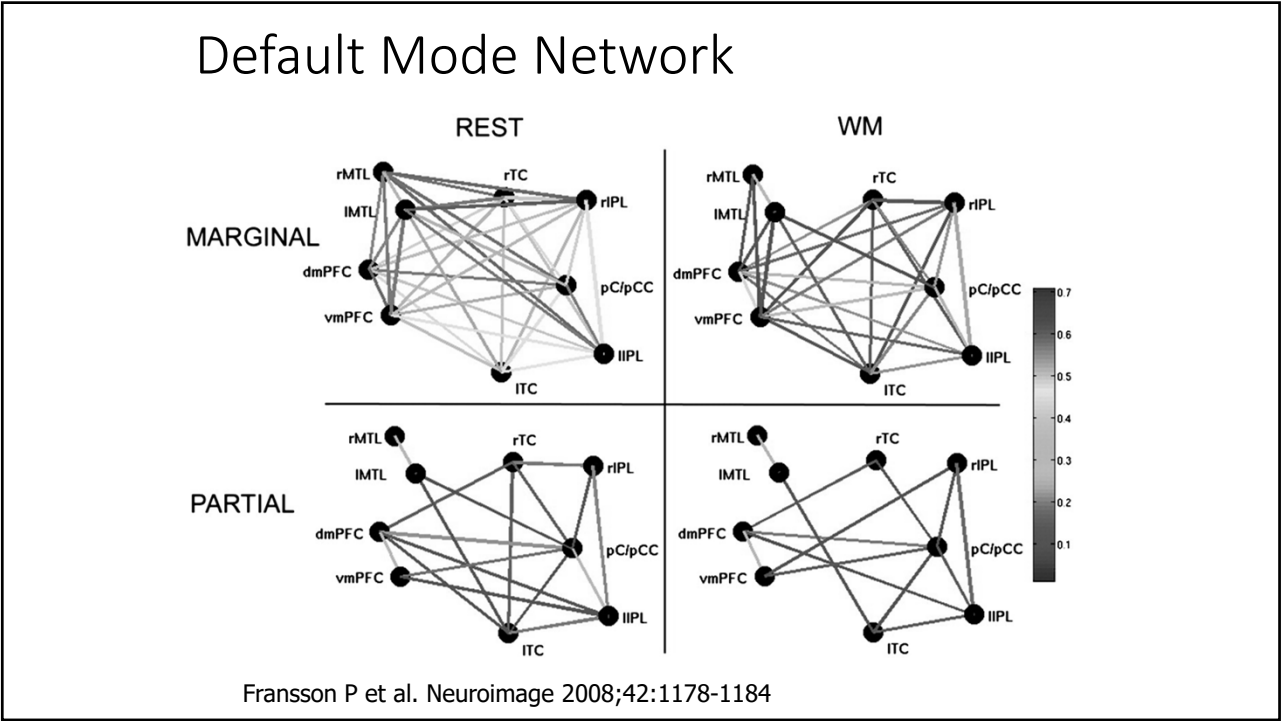 Default Mode Network
REST
WM
MARGINAL
rMTL
rTC
lMTL
rIPL
dmPFC
pC/pCC
vmPFC
lIPL
lTC
rMTL
rTC
lMTL
rIPL
dmPFC
pC/pCC
vmPFC
lIPL
lTC
0.7
0.6
0.5
0.4
0.3
0.2
0.1
PARTIAL
rMTL
rTC
lMTL
rIPL
dmPFC
pC/pCC
vmPFC
lIPL
lTC
rMTL
rTC
lMTL
rIPL
dmPFC
pC/pCC
vmPFC
lIPL
lTC
Fransson P et al. Neuroimage 2008;42:1178-1184